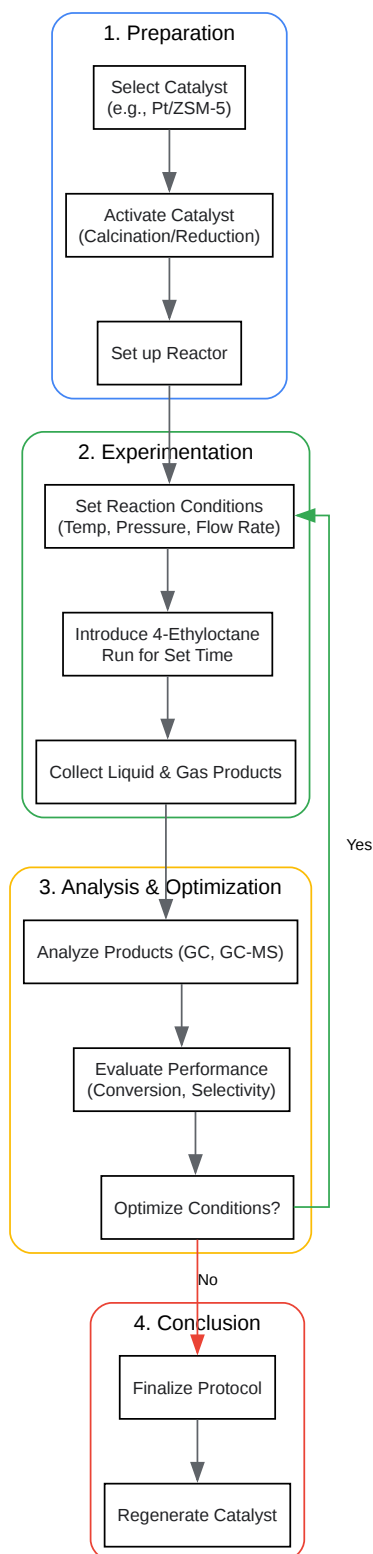 1. Preparation
Select Catalyst
(e.g., Pt/ZSM-5)
Activate Catalyst
(Calcination/Reduction)
Set up Reactor
2. Experimentation
Set Reaction Conditions
(Temp, Pressure, Flow Rate)
Introduce 4-Ethyloctane
Run for Set Time
Collect Liquid & Gas Products
Yes
3. Analysis & Optimization
Analyze Products (GC, GC-MS)
Evaluate Performance
(Conversion, Selectivity)
Optimize Conditions?
No
4. Conclusion
Finalize Protocol
Regenerate Catalyst